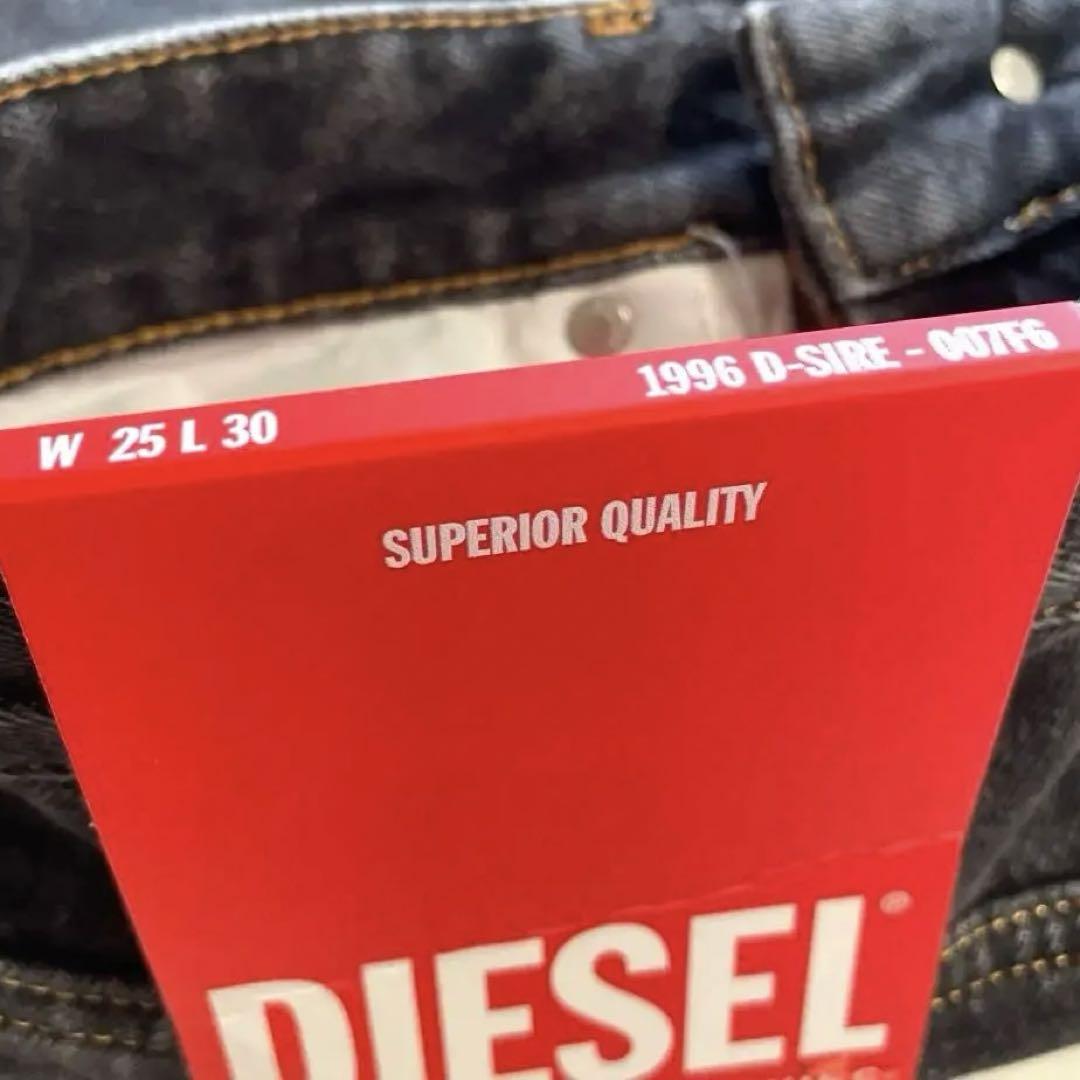 W 25 L 30
1996 D-SIRE - 007F6
SUPERIOR QUALITY
DIESEL®